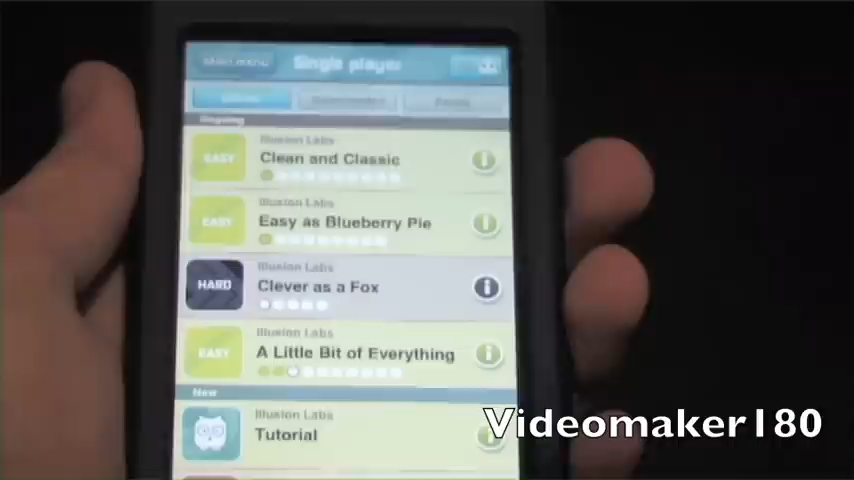 Main menu
Single player
Ongoing
Illusion Labs
EASY
Clean and Classic
Illusion Labs
EASY
Easy as Blueberry Pie
Illusion Labs
HARD
Clever as a Fox
Illusion Labs
EASY
A Little Bit of Everything
New
Illusion Labs
Tutorial
Videomaker180